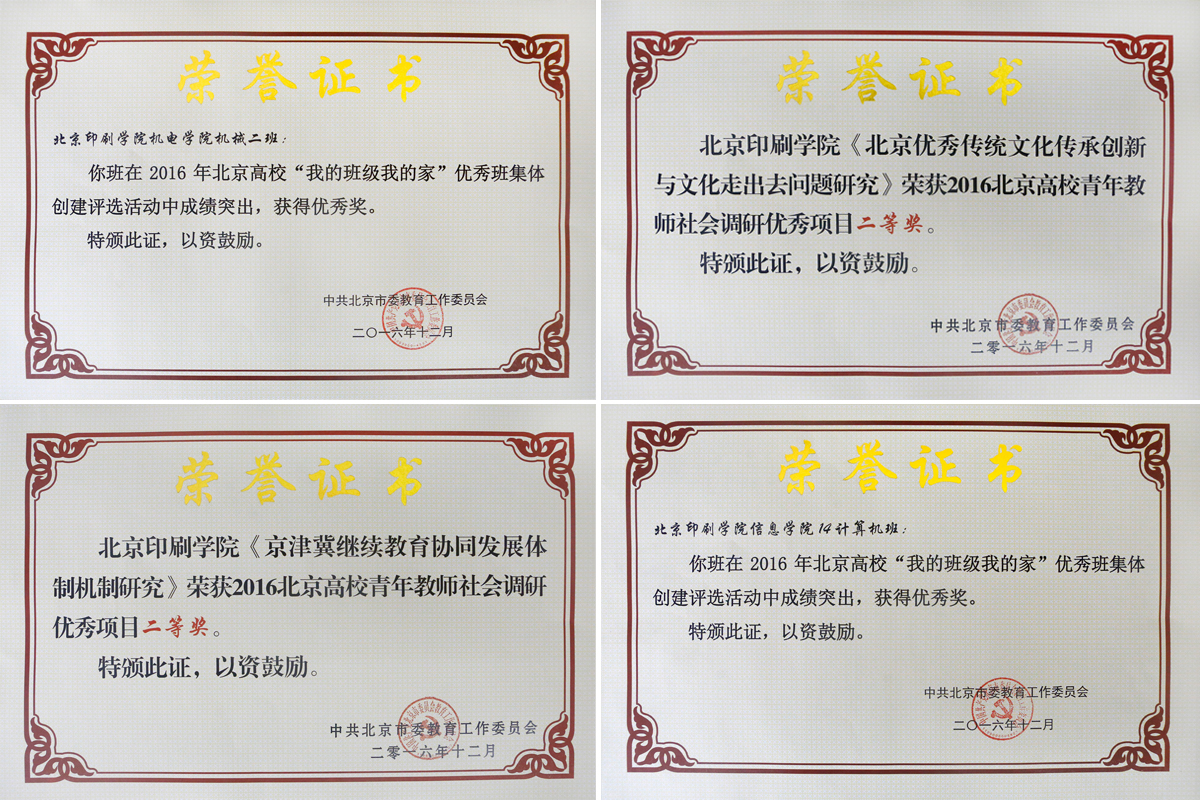 荣誉证书
北京印刷学院机电学院机械二班：
你班在 2016 年北京高校“我的班级我的家”优秀班集体
创建评选活动中成绩突出，获得优秀奖。
特颁此证，以资鼓励。
中共北京市委教育工作委员会
二〇一六年十二月
荣誉证书
北京印刷学院《北京优秀传统文化传承创新
与文化走出去问题研究》荣获2016北京高校青年教
师社会调研优秀项目二等奖。
特颁此证，以资鼓励。
中共北京市委教育工作委员会
二零一六年十二月
荣誉证书
北京印刷学院《京津冀继续教育协同发展体
制机制研究》荣获2016北京高校青年教师社会调研
优秀项目二等奖。
特颁此证，以资鼓励。
中共北京市委教育工作委员会
二零一六年十二月
荣誉证书
北京印刷学院信息学院14计算机班：
你班在 2016 年北京高校“我的班级我的家”优秀班集体
创建评选活动中成绩突出，获得优秀奖。
特颁此证，以资鼓励。
中共北京市委教育工作委员会
二〇一六年十二月